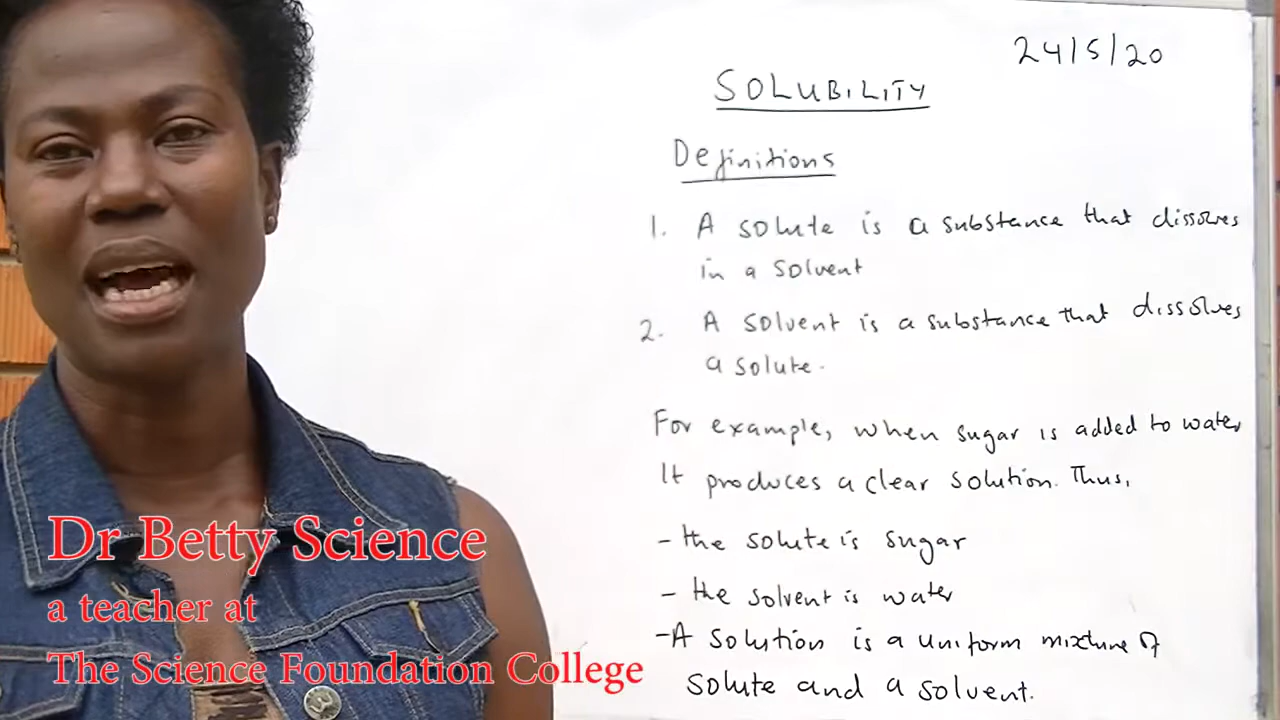 24/5/20
SOLUBILITY
Definitions
1. A solute is a substance that dissolves
in a solvent
2. A solvent is a substance that dissolves
a solute.
For example, when sugar is added to water
It produces a clear solution. Thus,
- the solute is sugar
- the solvent is water
- A solution is a uniform mixture of
solute and a solvent.
Dr Betty Science
a teacher at
The Science Foundation College